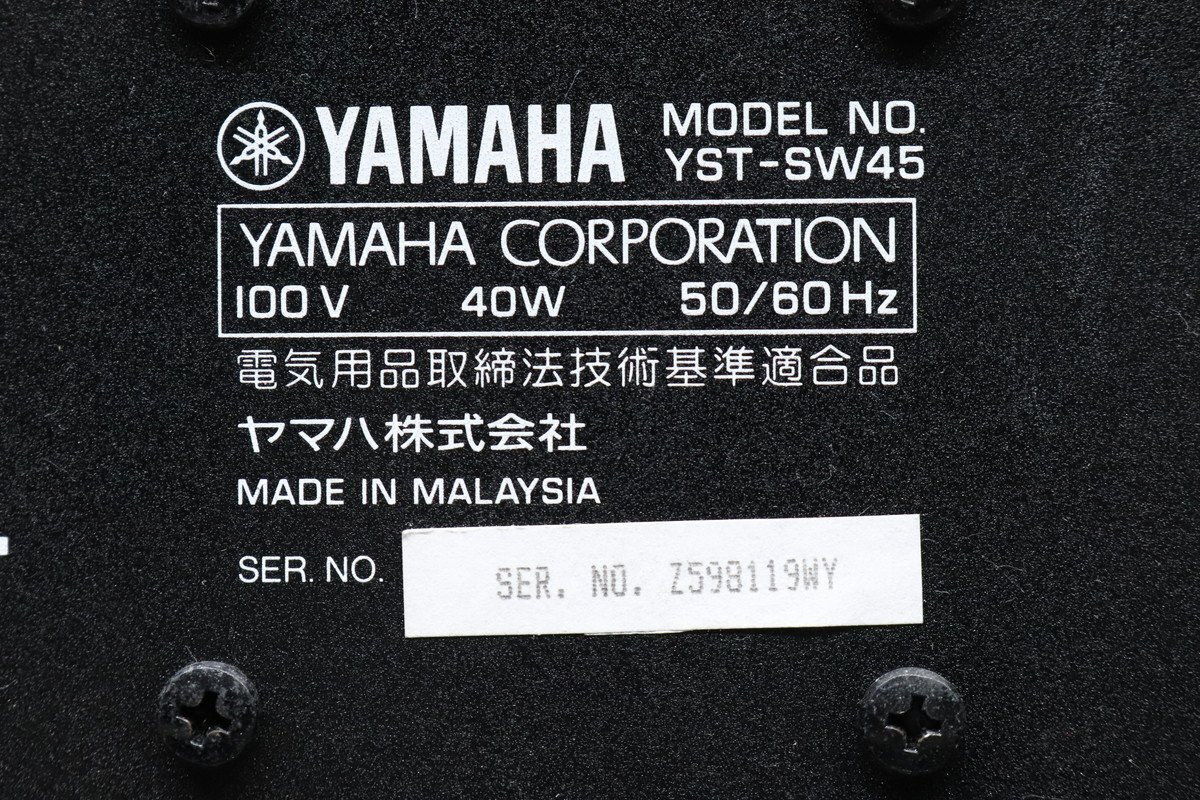 YAMAHA MODEL NO.
YST-SW45
YAMAHA CORPORATION
100V 40W 50/60Hz
電気用品取締法技術基準適合品
ヤマハ株式会社
MADE IN MALAYSIA
SER. NO. SER. NO. Z598119WY